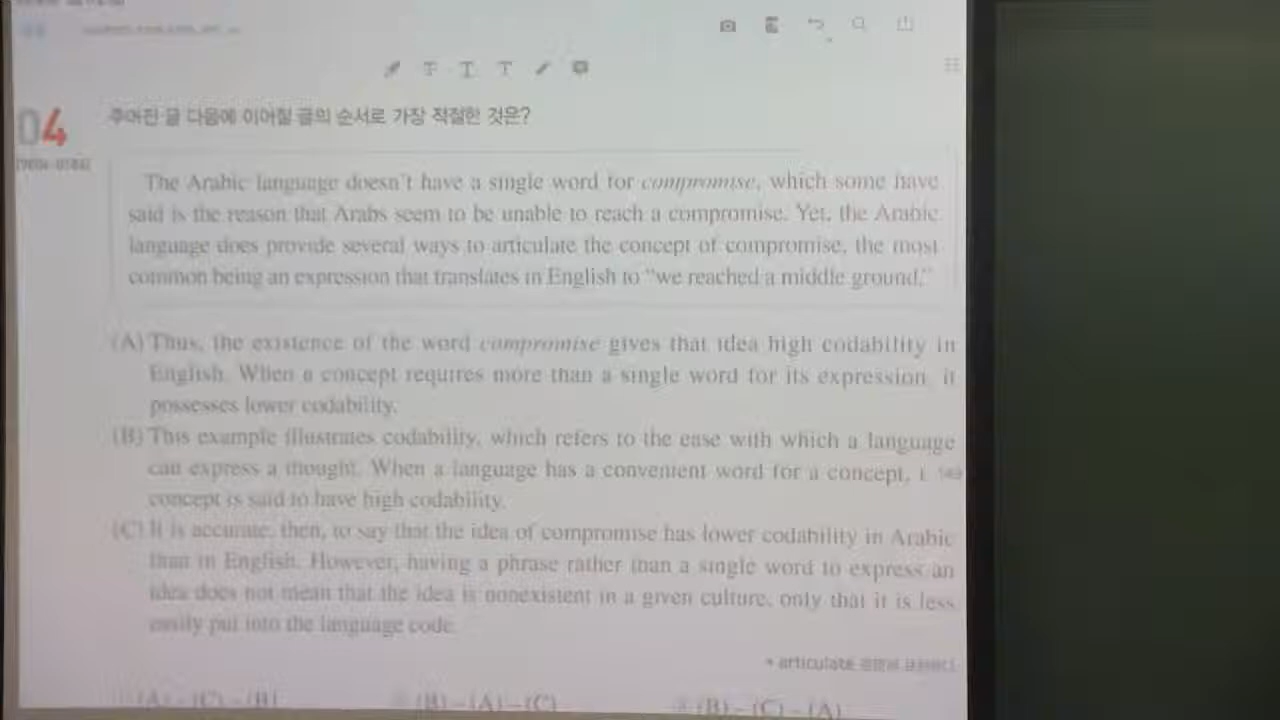 04
주어진 글 다음에 이어질 글의 순서로 가장 적절한 것은?
The Arabic language doesn't have a single word for compromise, which some have
said is the reason that Arabs seem to be unable to reach a compromise. Yet, the Arabic
language does provide several ways to articulate the concept of compromise, the most
common being an expression that translates in English to “we reached a middle ground.”
(A) Thus, the existence of the word compromise gives that idea high codability in
English. When a concept requires more than a single word for its expression, it
possesses lower codability.
(B) This example illustrates codability, which refers to the ease with which a language
can express a thought. When a language has a convenient word for a concept,
concept is said to have high codability.
(C) It is accurate, then, to say that the idea of compromise has lower codability in Arabic
than in English. However, having a phrase rather than a single word to express an
idea does not mean that the idea is nonexistent in a given culture, only that it is less
easily put into the language code.
* articulate
(A) - (C) - (B)
(B) - (A) - (C)
(B) - (C) - (A)